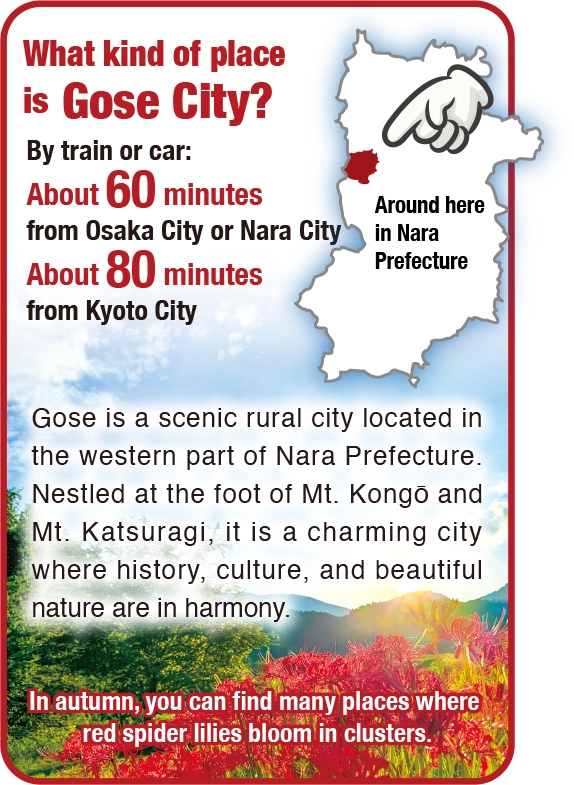 What kind of place
is Gose City?
By train or car:
About 60 minutes
from Osaka City or Nara City
About 80 minutes
from Kyoto City
Around here
in Nara
Prefecture
Gose is a scenic rural city located in
the western part of Nara Prefecture.
Nestled at the foot of Mt. Kongō and
Mt. Katsuragi, it is a charming city
where history, culture, and beautiful
nature are in harmony.
In autumn, you can find many places where
red spider lilies bloom in clusters.